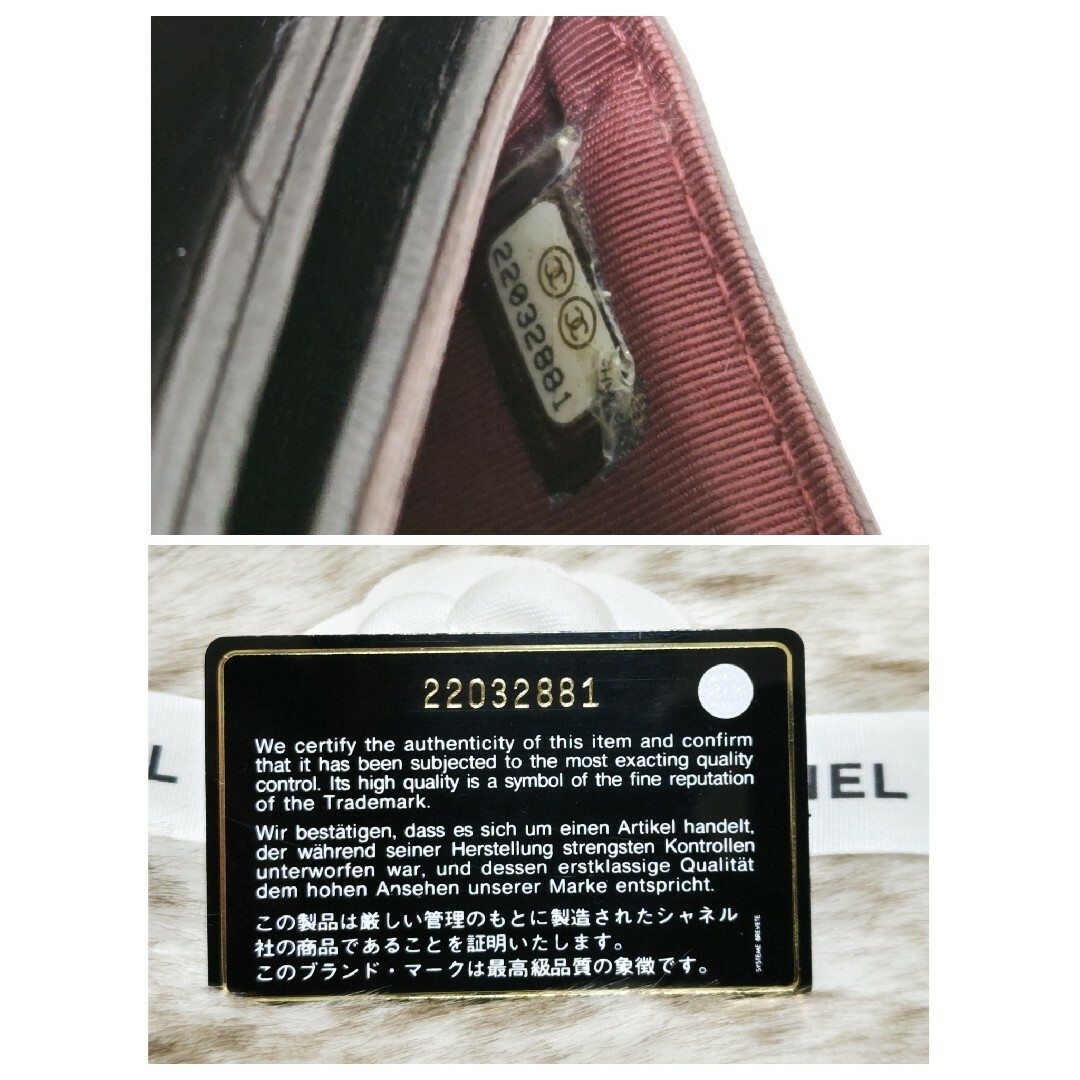 22032881
22032881
We certify the authenticity of this item and confirm
that it has been subjected to the most exacting quality
control. Its high quality is a symbol of the fine reputation
of the Trademark.
Wir bestätigen, dass es sich um einen Artikel handelt,
der während seiner Herstellung strengsten Kontrollen
unterworfen war, und dessen erstklassige Qualität
dem hohen Ansehen unserer Marke entspricht.
この製品は厳しい管理のもとに製造されたシャネル
社の商品であることを証明いたします。
このブランド・マークは最高級品質の象徴です。
SYSTEME BREVETE
L
HEL